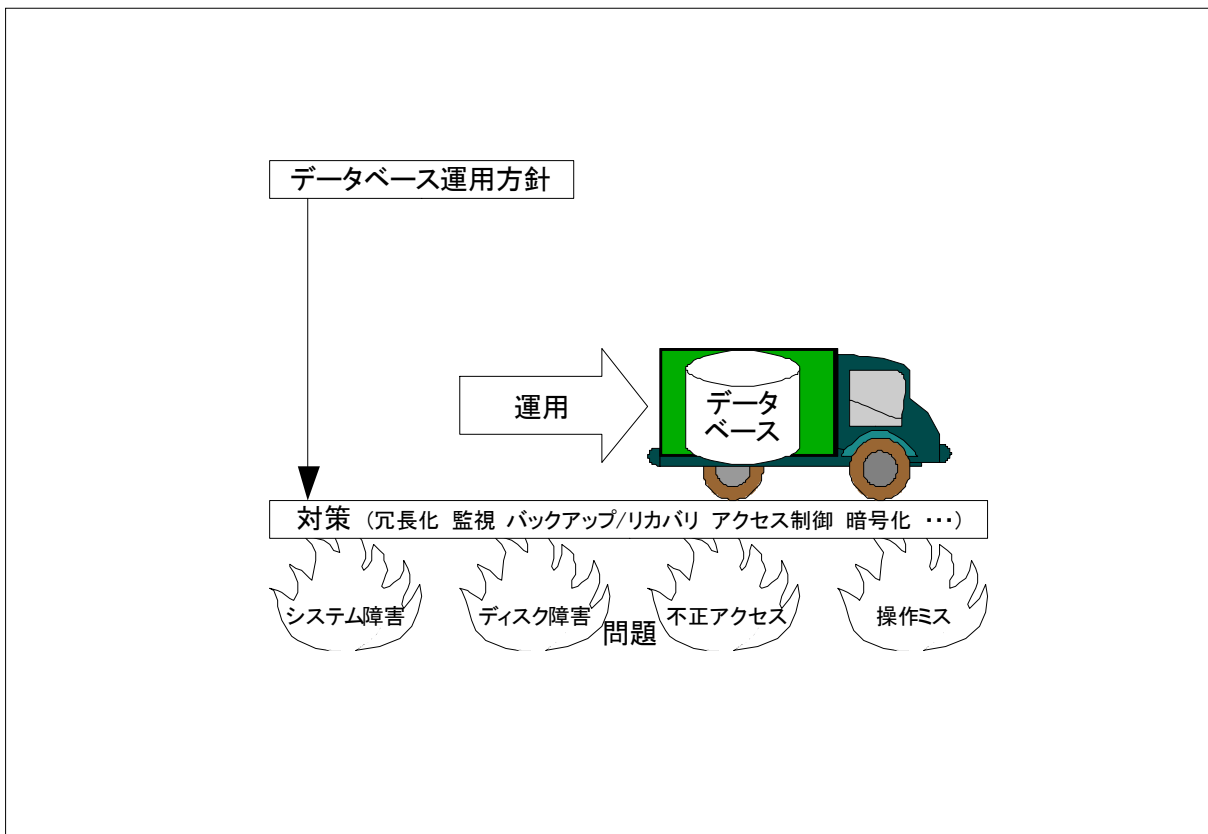 データベース運用方針
運用
データ
ベース
対策 (冗長化 監視 バックアップ/リカバリ アクセス制御 暗号化 ・・・)
システム障害
ディスク障害
不正アクセス
操作ミス
問題